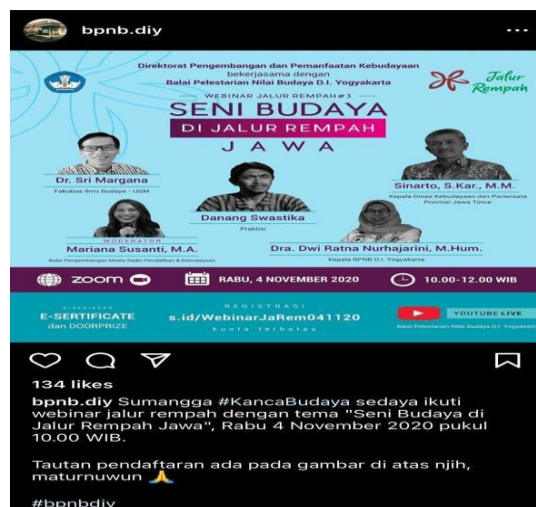 bpnb.diy
Direktorat Pengembangan dan Pemanfaatan Kebudayaan
bekerjasama dengan
Balai Pelestarian Nilai Budaya D.I. Yogyakarta
Jalur
Rempah
WEBINAR JALUR REMPAH#3
SENI BUDAYA
DI JALUR REMPAH
JAWA
Dr. Sri Margana
Fakultas Ilmu Budaya - UGM
Sinarto, S.Kar., M.M.
Kepala Dinas Kebudayaan dan Pariwisata
Provinsi Jawa Timur
Danang Swastika
Praktisi
MODERATOR
Mariana Susanti, M.A.
Balai Pengembangan Media Radio Pendidikan & Kebudayaan
Dra. Dwi Ratna Nurhajarini, M.Hum.
Kepala BPNB D.I. Yogyakarta
zoom
RABU, 4 NOVEMBER 2020
10.00-12.00 WIB
E-SERTIFICATE
dan DOORPRIZE
REGISTRASI
s.id/WebinarJaRem041120
kuota terbatas
YOUTUBE LIVE
Balai Pelestarian Nilai Budaya D.I. Yogyakarta
134 likes
bpnb.diy Sumangga #KancaBudaya sedaya ikuti
webinar jalur rempah dengan tema "Seni Budaya di
Jalur Rempah Jawa", Rabu 4 November 2020 pukul
10.00 WIB.
Tautan pendaftaran ada pada gambar di atas njih,
maturnuwun 🙏
#bpnbdiy